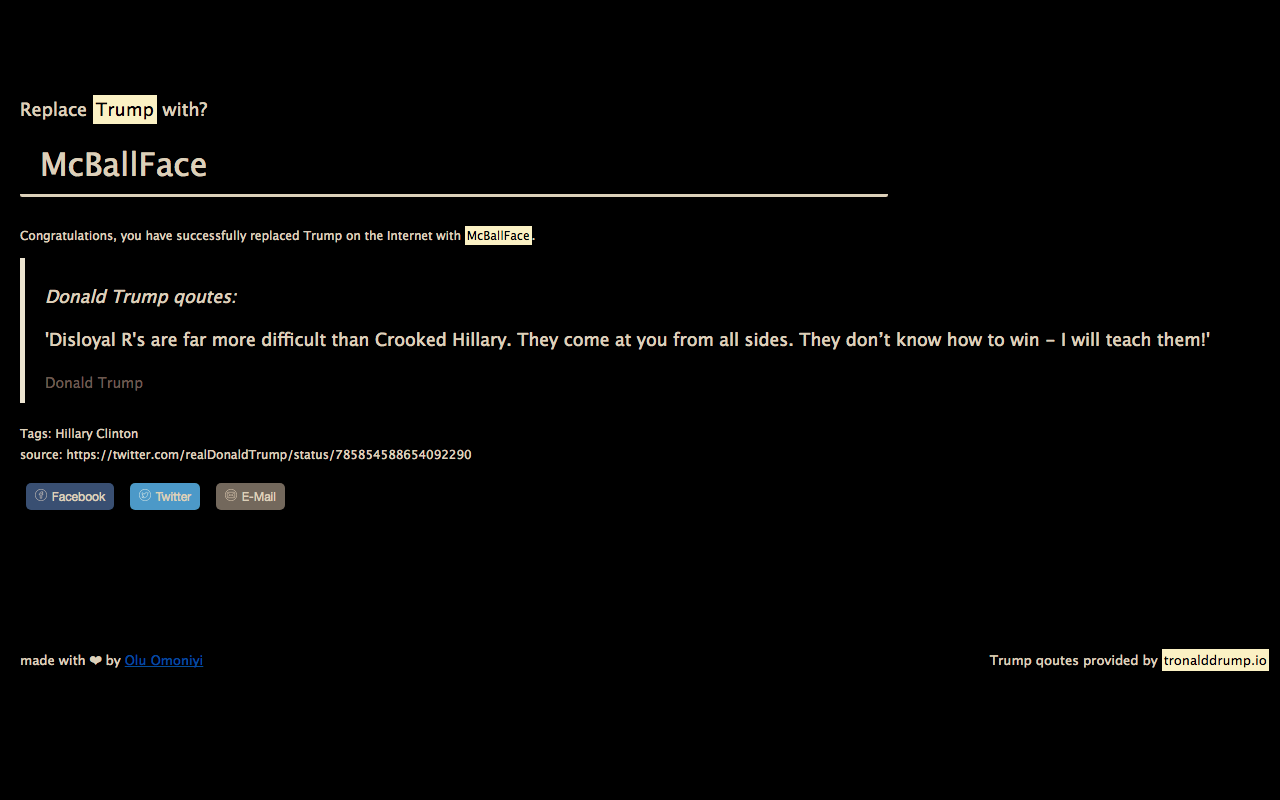 Replace Trump with?
McBallFace
Congratulations, you have successfully replaced Trump on the Internet with McBallFace.
Donald Trump qoutes:
'Disloyal R's are far more difficult than Crooked Hillary. They come at you from all sides. They don’t know how to win – I will teach them!'
Donald Trump
Tags: Hillary Clinton
source: https://twitter.com/realDonaldTrump/status/785854588654092290
Facebook Twitter E-Mail
made with ❤ by Olu Omoniyi Trump qoutes provided by tronalddrump.io